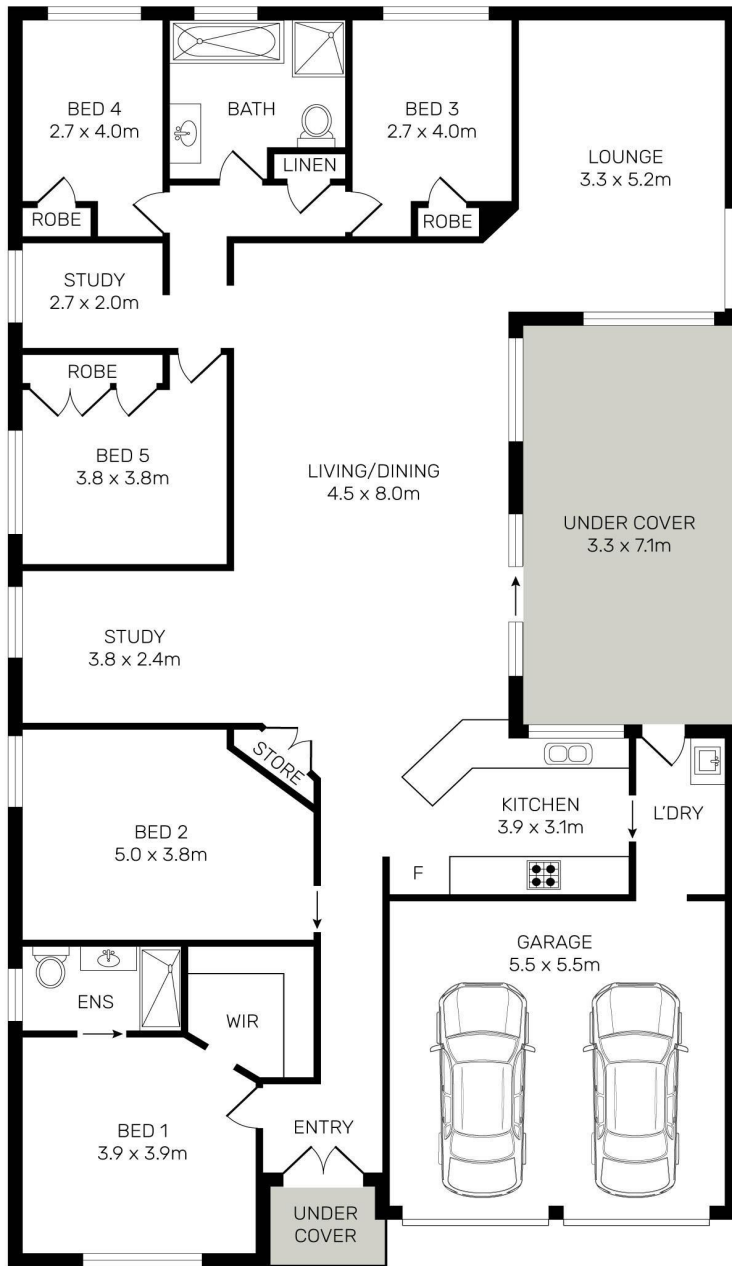 BED 4
2.7 x 4.0m
BATH
BED 3
2.7 x 4.0m
LOUNGE
3.3 x 5.2m
LINEN
ROBE
ROBE
STUDY
2.7 x 2.0m
ROBE
BED 5
3.8 x 3.8m
LIVING/DINING
4.5 x 8.0m
UNDER COVER
3.3 x 7.1m
STUDY
3.8 x 2.4m
STORE
BED 2
5.0 x 3.8m
KITCHEN
3.9 x 3.1m
L'DRY
F
GARAGE
5.5 x 5.5m
ENS
WIR
BED 1
3.9 x 3.9m
ENTRY
UNDER
COVER